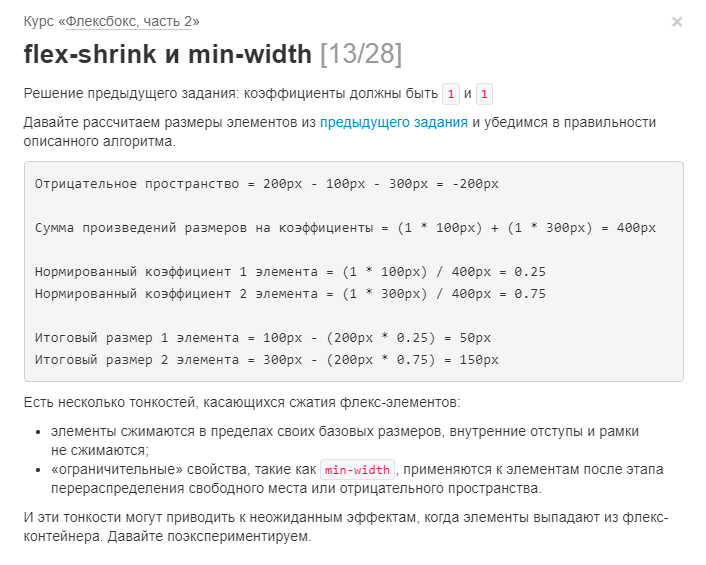 Курс «Флексбокс, часть 2»
×
flex-shrink и min-width [13/28]
Решение предыдущего задания: коэффициенты должны быть 1 и 1
Давайте рассчитаем размеры элементов из предыдущего задания и убедимся в правильности
описанного алгоритма.
Отрицательное пространство = 200px - 100px - 300px = -200px
Сумма произведений размеров на коэффициенты = (1 * 100px) + (1 * 300px) = 400px
Нормированный коэффициент 1 элемента = (1 * 100px) / 400px = 0.25
Нормированный коэффициент 2 элемента = (1 * 300px) / 400px = 0.75
Итоговый размер 1 элемента = 100px - (200px * 0.25) = 50px
Итоговый размер 2 элемента = 300px - (200px * 0.75) = 150px
Есть несколько тонкостей, касающихся сжатия флекс-элементов:
• элементы сжимаются в пределах своих базовых размеров, внутренние отступы и рамки
не сжимаются;
• «ограничительные» свойства, такие как min-width, применяются к элементам после этапа
перераспределения свободного места или отрицательного пространства.
И эти тонкости могут приводить к неожиданным эффектам, когда элементы выпадают из флекс-
контейнера. Давайте поэкспериментируем.